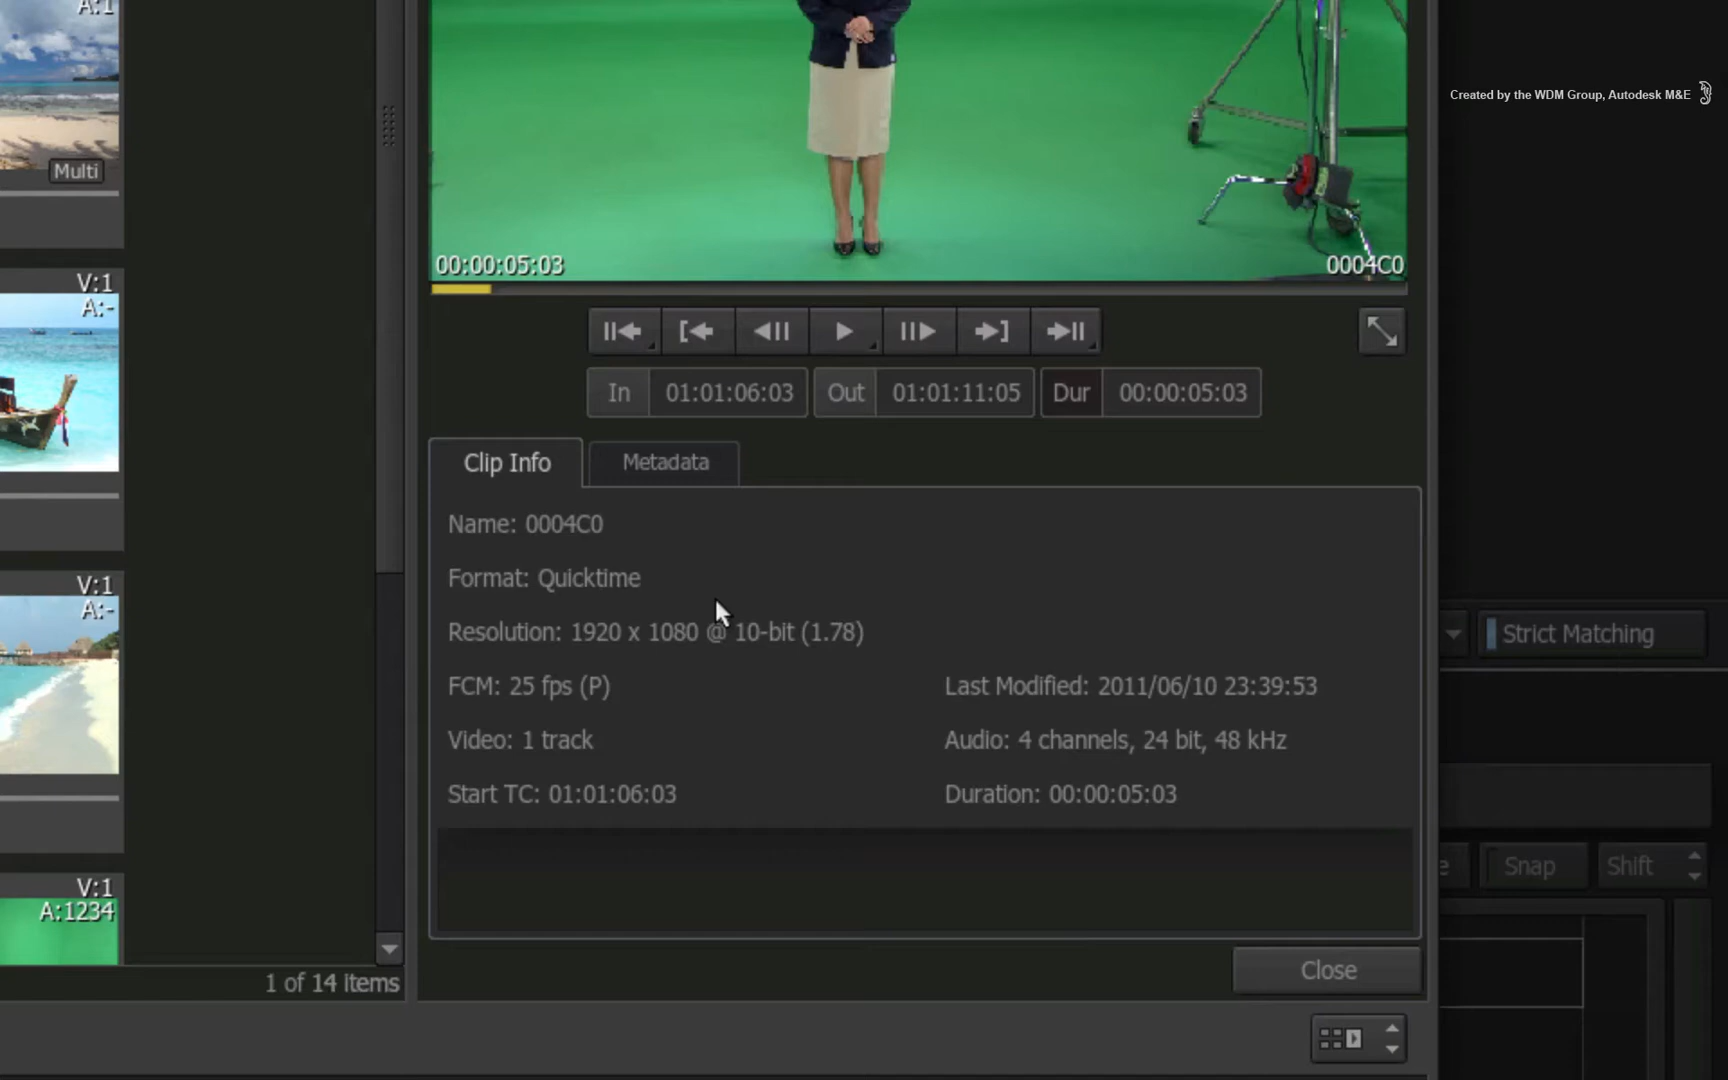 A:1
Multi
V:1
A:-
V:1
A:-
V:1
A:1234
1 of 14 items
Created by the WDM Group, Autodesk M&E
00:00:05:03
0004C0
In 01:01:06:03 Out 01:01:11:05 Dur 00:00:05:03
Clip Info Metadata
Name: 0004C0
Format: Quicktime
Resolution: 1920 x 1080 @ 10-bit (1.78)
FCM: 25 fps (P) Last Modified: 2011/06/10 23:39:53
Video: 1 track Audio: 4 channels, 24 bit, 48 kHz
Start TC: 01:01:06:03 Duration: 00:00:05:03
Close
Strict Matching
e Snap Shift